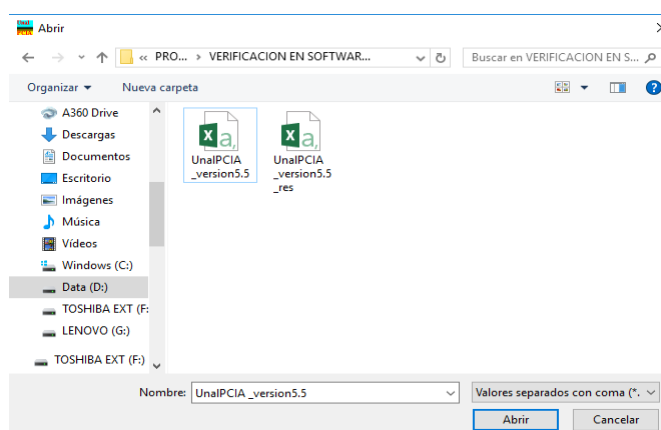 Unal
PCIA
Abrir
« PRO... > VERIFICACION EN SOFTWAR...
Buscar en VERIFICACION EN S...
Organizar
Nueva carpeta
?
A360 Drive
Descargas
Documentos
Escritorio
Imágenes
Música
Vídeos
Windows (C:)
Data (D:)
TOSHIBA EXT (F:
LENOVO (G:)
TOSHIBA EXT (F:)
X a,
UnalPCIA
_version5.5
X a,
UnalPCIA
_version5.5
_res
Nombre:
UnalPCIA _version5.5
Valores separados con coma (*.
Abrir
Cancelar